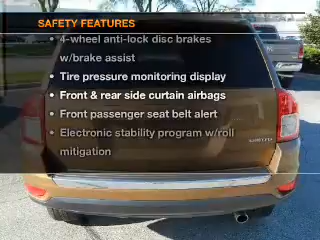 SAFETY FEATURES
• 4-wheel anti-lock disc brakes
w/brake assist
• Tire pressure monitoring display
• Front & rear side curtain airbags
• Front passenger seat belt alert
• Electronic stability program w/roll
mitigation
LIMITED